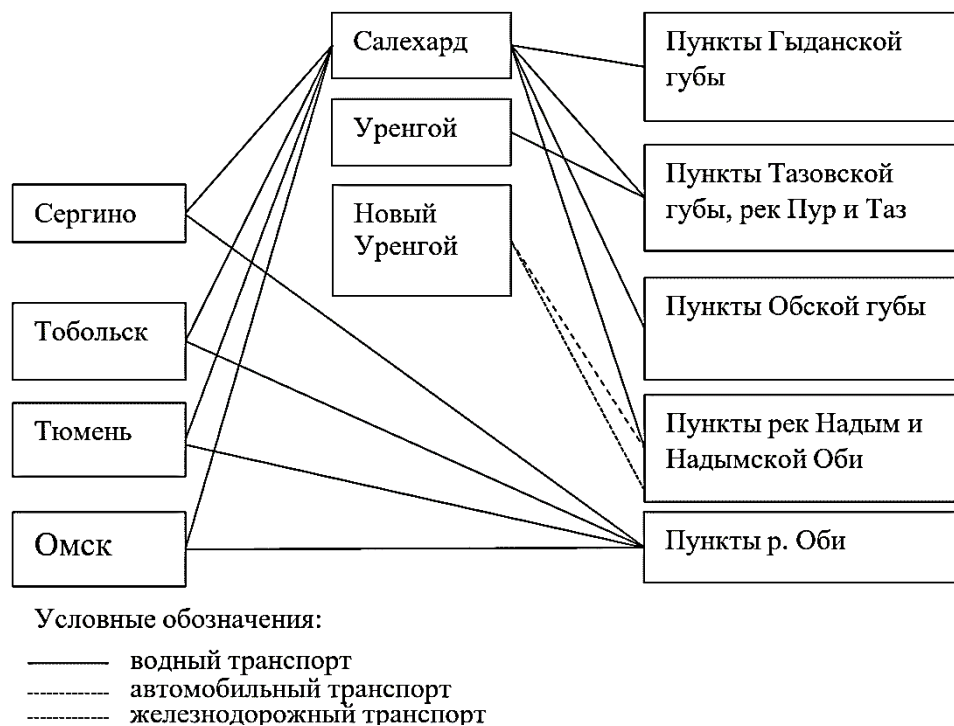 Салехард
Уренгой
Новый
Уренгой
Сергино
Тобольск
Тюмень
Омск
Пункты Гыданской
губы
Пункты Тазовской
губы, рек Пур и Таз
Пункты Обской губы
Пункты рек Надым и
Надымской Оби
Пункты р. Оби
Условные обозначения:
водный транспорт
автомобильный транспорт
железнодорожный транспорт